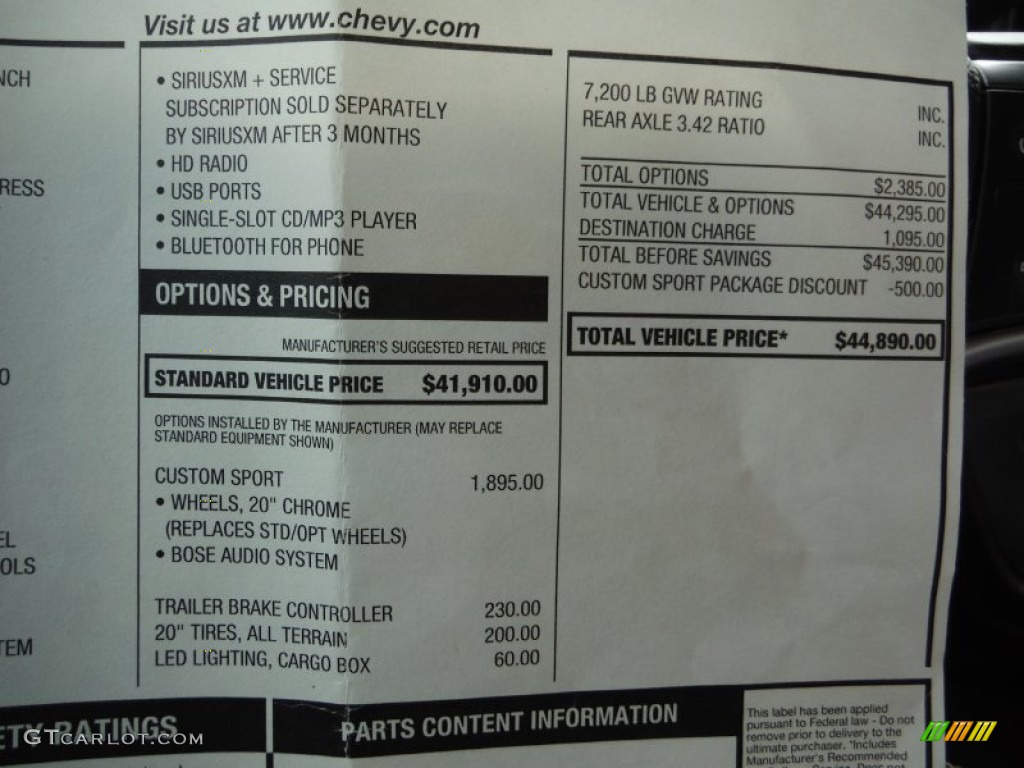 Visit us at www.chevy.com
NCH
RESS
O
EL
OLS
TEM
• SIRIUSXM + SERVICE
SUBSCRIPTION SOLD SEPARATELY
BY SIRIUSXM AFTER 3 MONTHS
• HD RADIO
• USB PORTS
• SINGLE-SLOT CD/MP3 PLAYER
• BLUETOOTH FOR PHONE
OPTIONS & PRICING
MANUFACTURER'S SUGGESTED RETAIL PRICE
STANDARD VEHICLE PRICE $41,910.00
OPTIONS INSTALLED BY THE MANUFACTURER (MAY REPLACE
STANDARD EQUIPMENT SHOWN)
CUSTOM SPORT 1,895.00
• WHEELS, 20" CHROME
(REPLACES STD/OPT WHEELS)
• BOSE AUDIO SYSTEM
TRAILER BRAKE CONTROLLER 230.00
20" TIRES, ALL TERRAIN 200.00
LED LIGHTING, CARGO BOX 60.00
7,200 LB GVW RATING INC.
REAR AXLE 3.42 RATIO INC.
TOTAL OPTIONS $2,385.00
TOTAL VEHICLE & OPTIONS $44,295.00
DESTINATION CHARGE 1,095.00
TOTAL BEFORE SAVINGS $45,390.00
CUSTOM SPORT PACKAGE DISCOUNT -500.00
TOTAL VEHICLE PRICE* $44,890.00
ETY RATINGS
PARTS CONTENT INFORMATION
This label has been applied
pursuant to Federal law - Do not
remove prior to delivery to the
ultimate purchaser. *Includes
Manufacturer's Recommended
GTcarlot.com